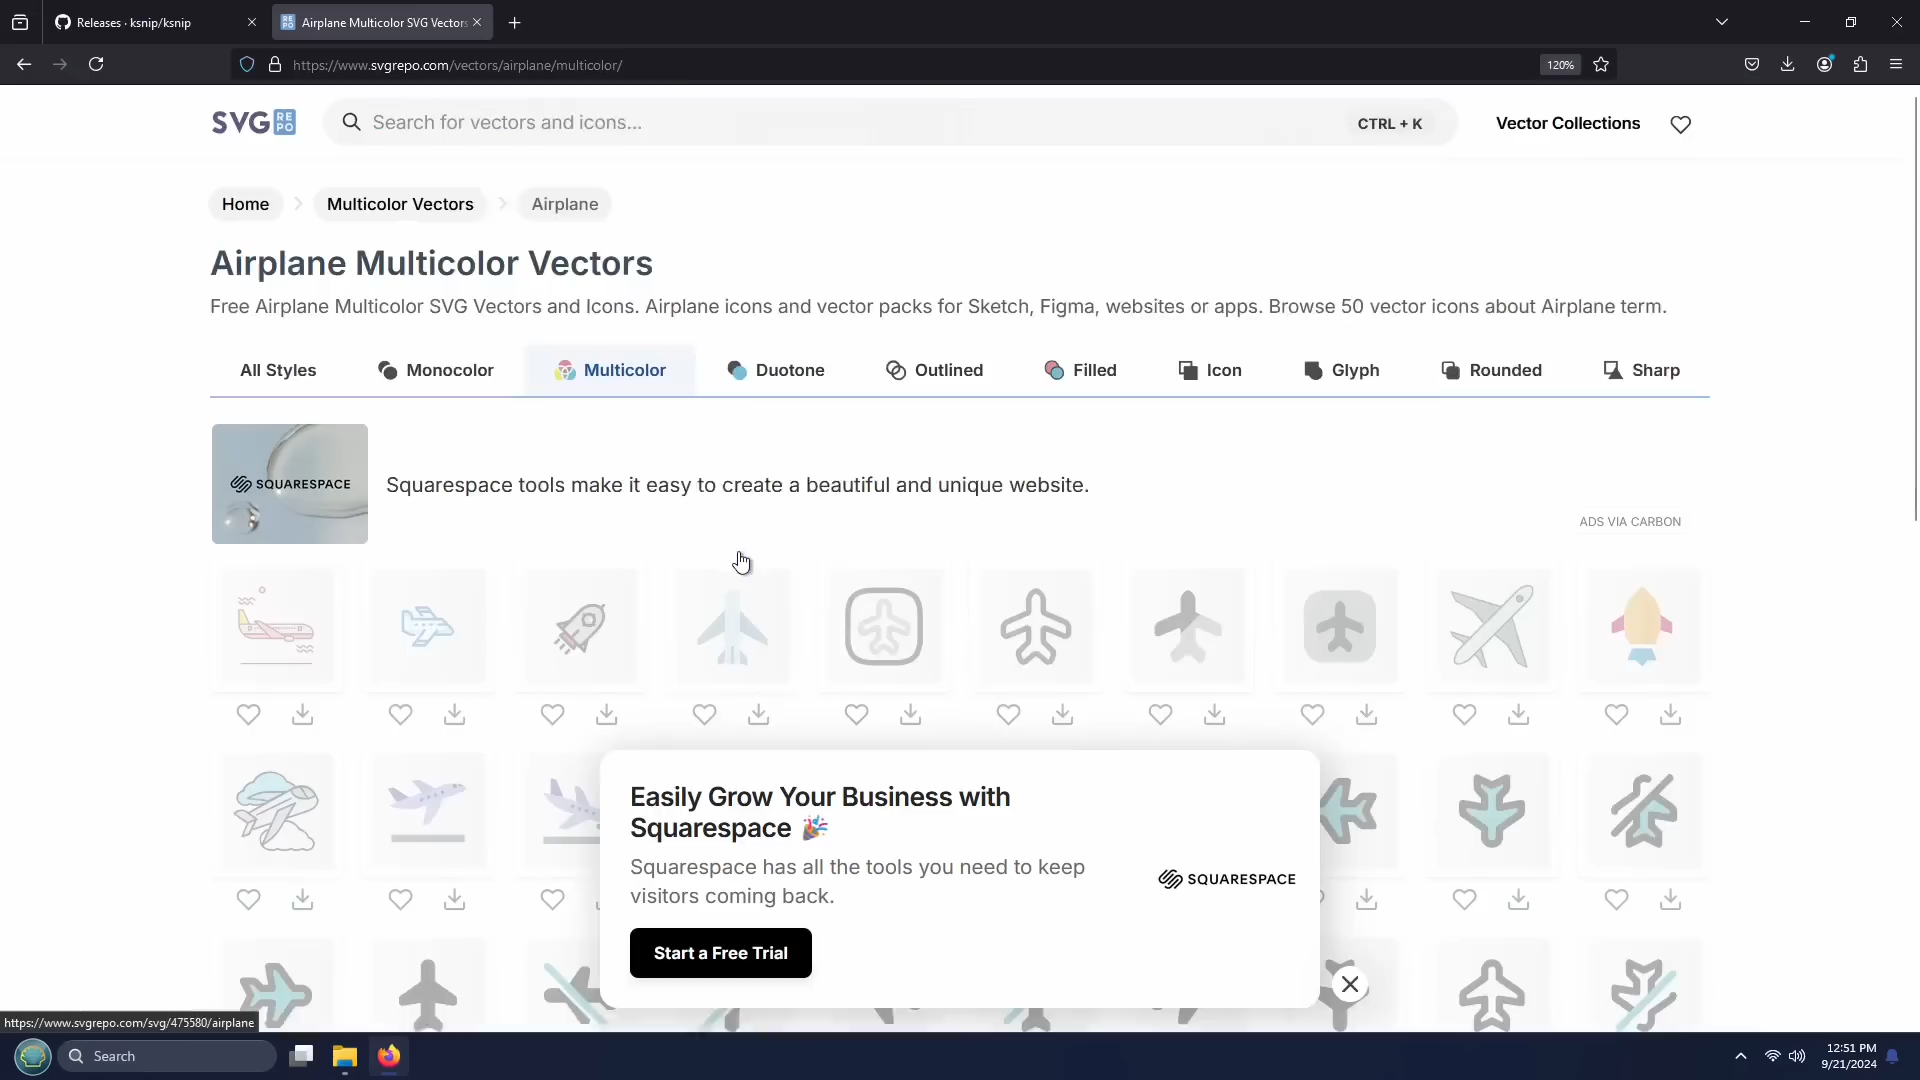 Releases · ksnip/ksnip
Airplane Multicolor SVG Vectors
https://www.svgrepo.com/vectors/airplane/multicolor/
120%
SVG REPO
Search for vectors and icons...
CTRL + K
Vector Collections
Home
Multicolor Vectors
Airplane
Airplane Multicolor Vectors
Free Airplane Multicolor SVG Vectors and Icons. Airplane icons and vector packs for Sketch, Figma, websites or apps. Browse 50 vector icons about Airplane term.
All Styles
Monocolor
Multicolor
Duotone
Outlined
Filled
Icon
Glyph
Rounded
Sharp
SQUARESPACE
Squarespace tools make it easy to create a beautiful and unique website.
ADS VIA CARBON
Easily Grow Your Business with
Squarespace 🎉
Squarespace has all the tools you need to keep
visitors coming back.
SQUARESPACE
Start a Free Trial
https://www.svgrepo.com/svg/475580/airplane
Search
12:51 PM
9/21/2024